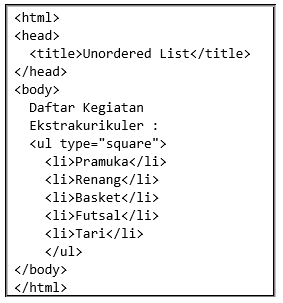 <html>
<head>
<title>Unordered List</title>
</head>
<body>
Daftar Kegiatan
Ekstrakurikuler :
<ul type="square">
<li>Pramuka</li>
<li>Renang</li>
<li>Basket</li>
<li>Futsal</li>
<li>Tari</li>
</ul>
</body>
</html>